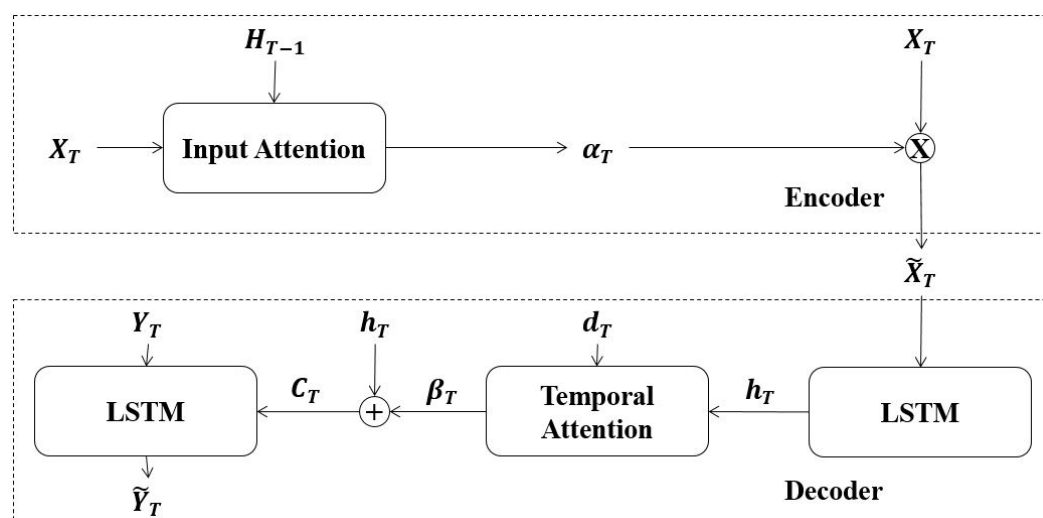 H_{T-1}
X_T
X_T
Input Attention
α_T
X
Encoder
X̃_T
Y_T
h_T
d_T
LSTM
C_T
+
β_T
Temporal
Attention
h_T
LSTM
Ỹ_T
Decoder